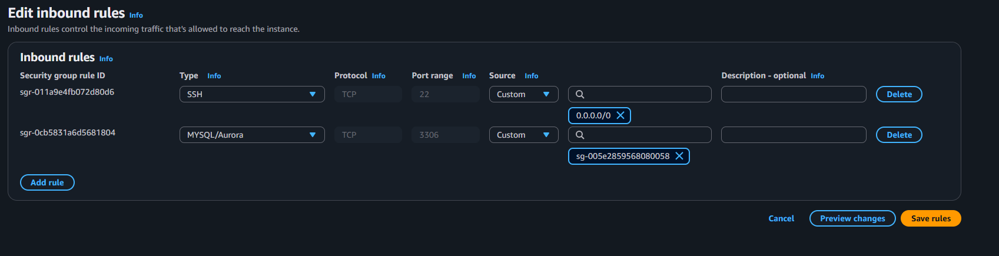 Edit inbound rules Info
Inbound rules control the incoming traffic that's allowed to reach the instance.
Inbound rules Info
Security group rule ID Type Info Protocol Info Port range Info Source Info Description - optional Info
sgr-011a9e4fb072d80d6 SSH TCP 22 Custom Delete
0.0.0.0/0
sgr-0cb5831a6d5681804 MYSQL/Aurora TCP 3306 Custom Delete
sg-005e2859568080058
Add rule
Cancel Preview changes Save rules